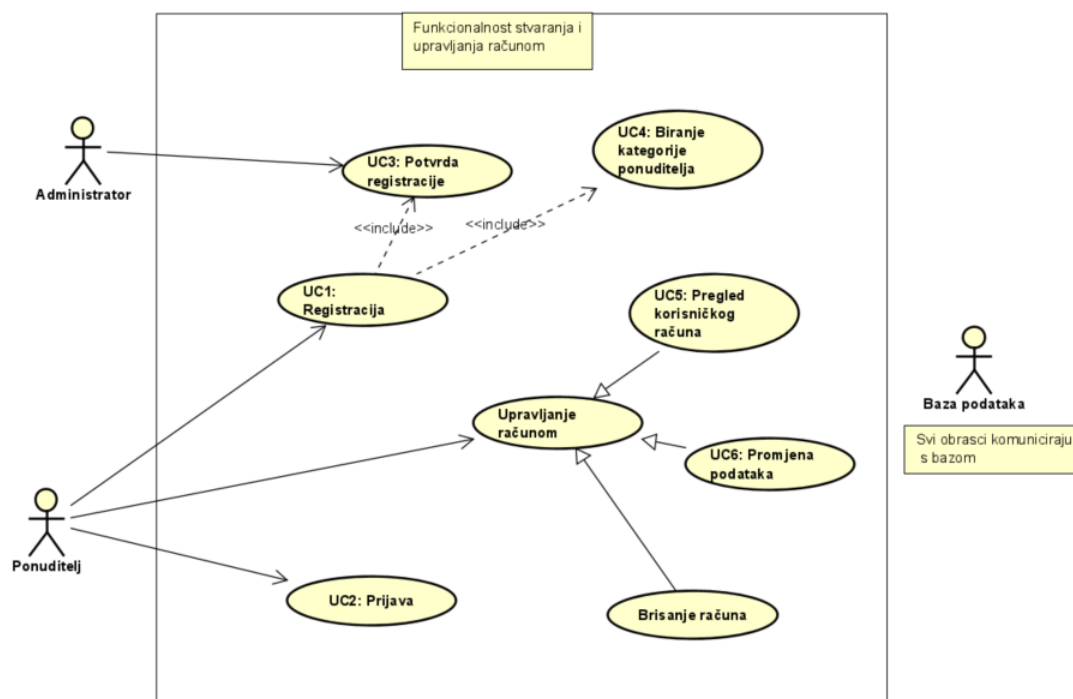 Funkcionalnost stvaranja i
upravljanja računom
Administrator
UC3: Potvrda
registracije
UC4: Biranje
kategorije
ponuditelja
<<include>>
<<include>>
UC1:
Registracija
UC5: Pregled
korisničkog
računa
Baza podataka
Upravljanje
računom
Svi obrasci komuniciraju
s bazom
UC6: Promjena
podataka
Ponuditelj
UC2: Prijava
Brisanje računa